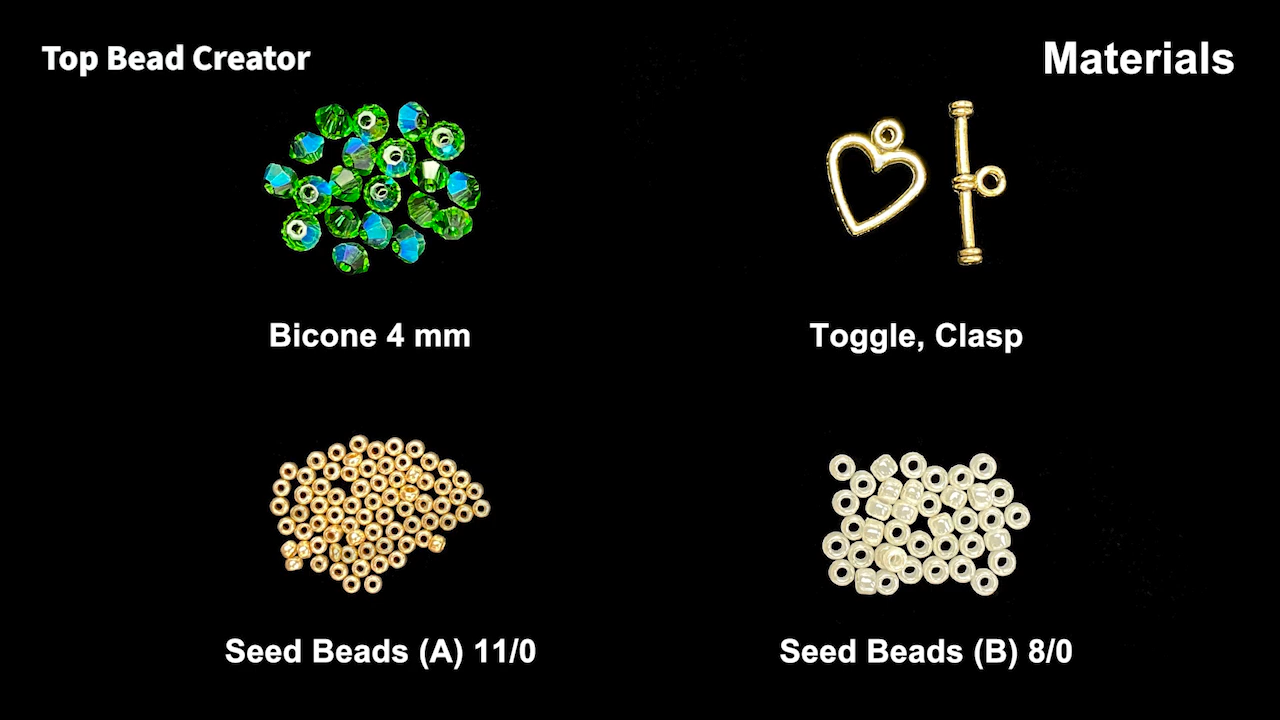 Top Bead Creator
Materials
Bicone 4 mm
Toggle, Clasp
Seed Beads (A) 11/0
Seed Beads (B) 8/0